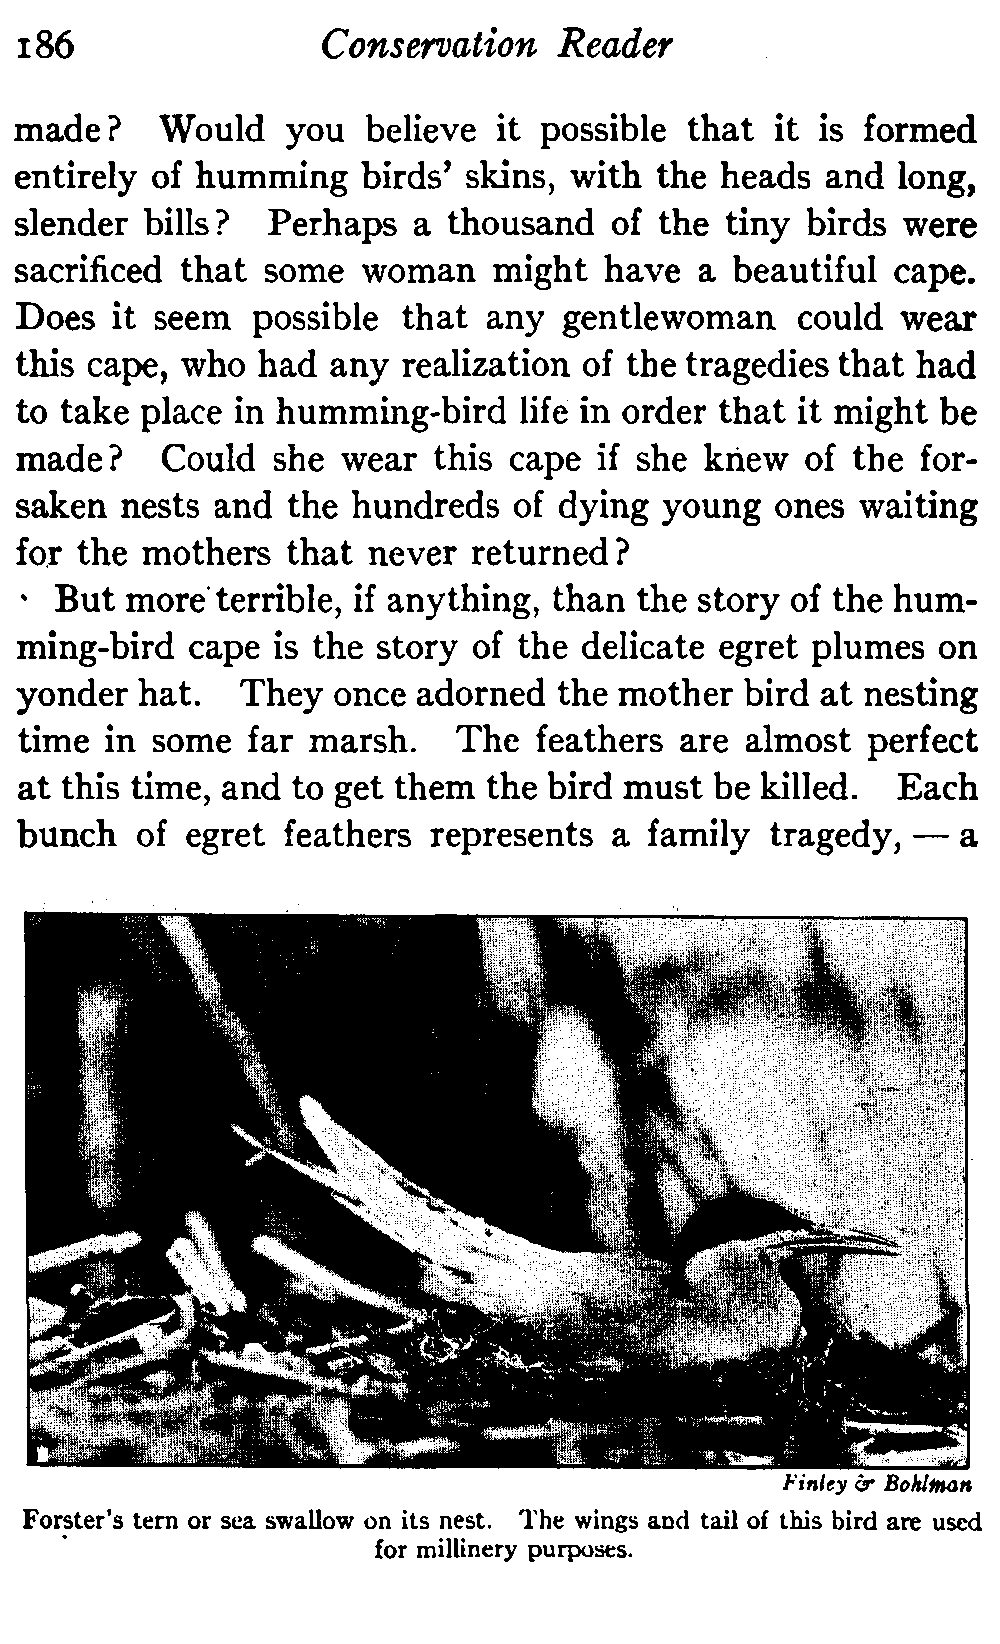 186 Conservation Reader
made? Would you believe it possible that it is formed
entirely of humming birds' skins, with the heads and long,
slender bills? Perhaps a thousand of the tiny birds were
sacrificed that some woman might have a beautiful cape.
Does it seem possible that any gentlewoman could wear
this cape, who had any realization of the tragedies that had
to take place in humming-bird life in order that it might be
made? Could she wear this cape if she knew of the for-
saken nests and the hundreds of dying young ones waiting
for the mothers that never returned?
But more terrible, if anything, than the story of the hum-
ming-bird cape is the story of the delicate egret plumes on
yonder hat. They once adorned the mother bird at nesting
time in some far marsh. The feathers are almost perfect
at this time, and to get them the bird must be killed. Each
bunch of egret feathers represents a family tragedy, — a
Finley & Bohlman
Forster's tern or sea swallow on its nest. The wings and tail of this bird are used
for millinery purposes.